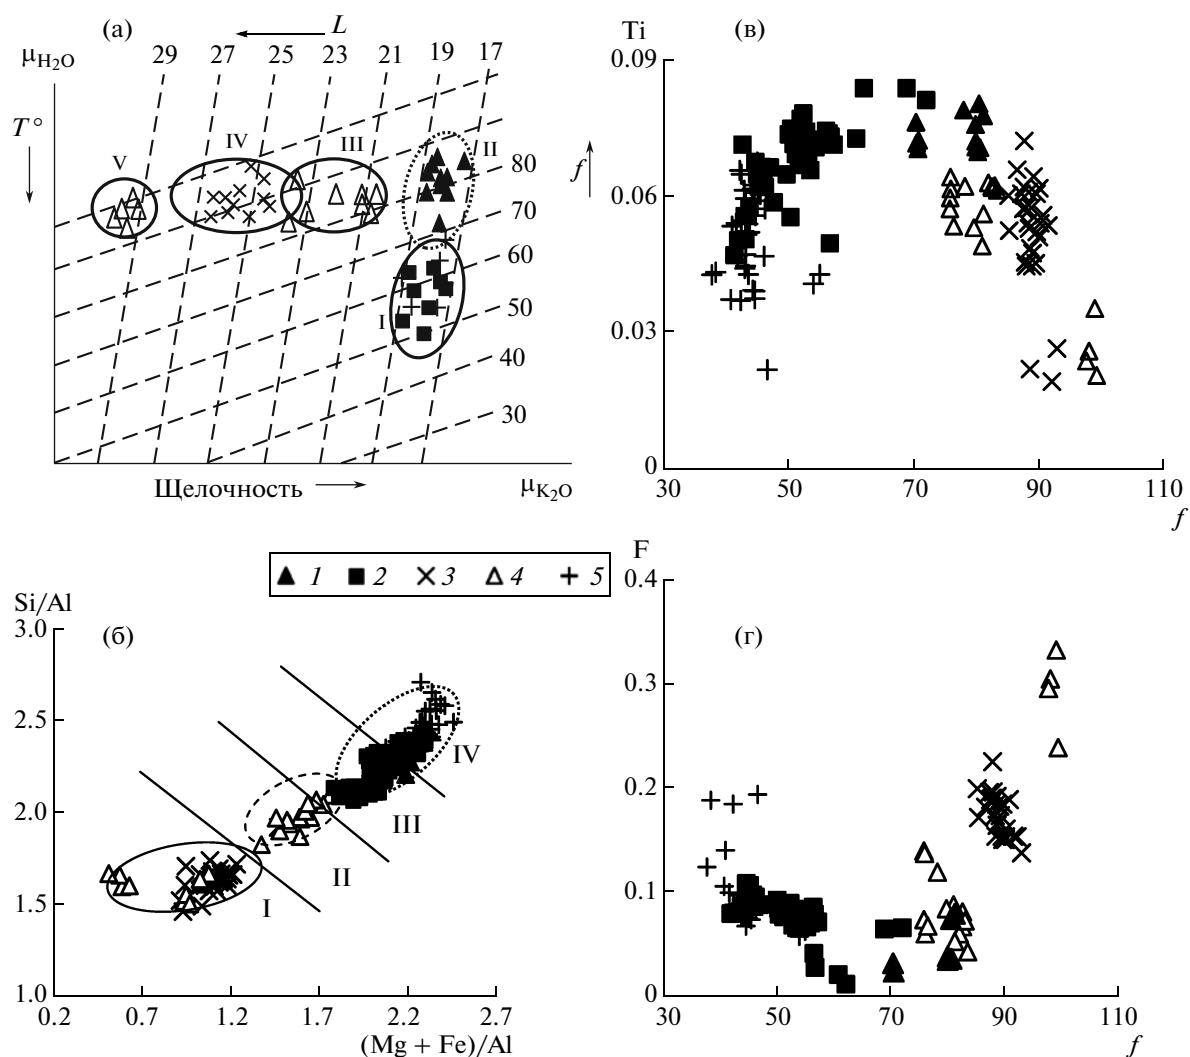 (а)
L
μH₂O
29 27 25 23 21 19 17
T°
V IV III II
80
f
70
60
I
50
40
30
Щелочность
μK₂O
(в)
Ti
0.09
0.06
0.03
0
30 50 70 90 110
f
1 2 3 4 5
Si/Al
(б)
3.0
2.5
2.0
1.5
1.0
IV
III
II
I
0.2 0.7 1.2 1.7 2.2 2.7
(Mg + Fe)/Al
F
(г)
0.4
0.3
0.2
0.1
0
30 50 70 90 110
f